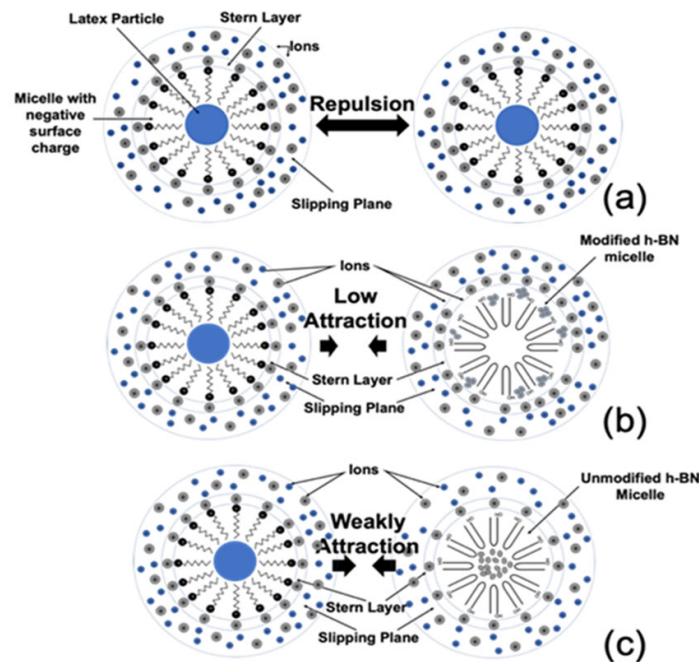 Latex Particle
Stern Layer
Ions
Micelle with
negative
surface
charge
Repulsion
Slipping Plane
(a)
Modified h-BN
micelle
Ions
Low
Attraction
Stern Layer
Slipping Plane
(b)
Ions
Unmodified h-BN
Micelle
Weakly
Attraction
Stern Layer
Slipping Plane
(c)